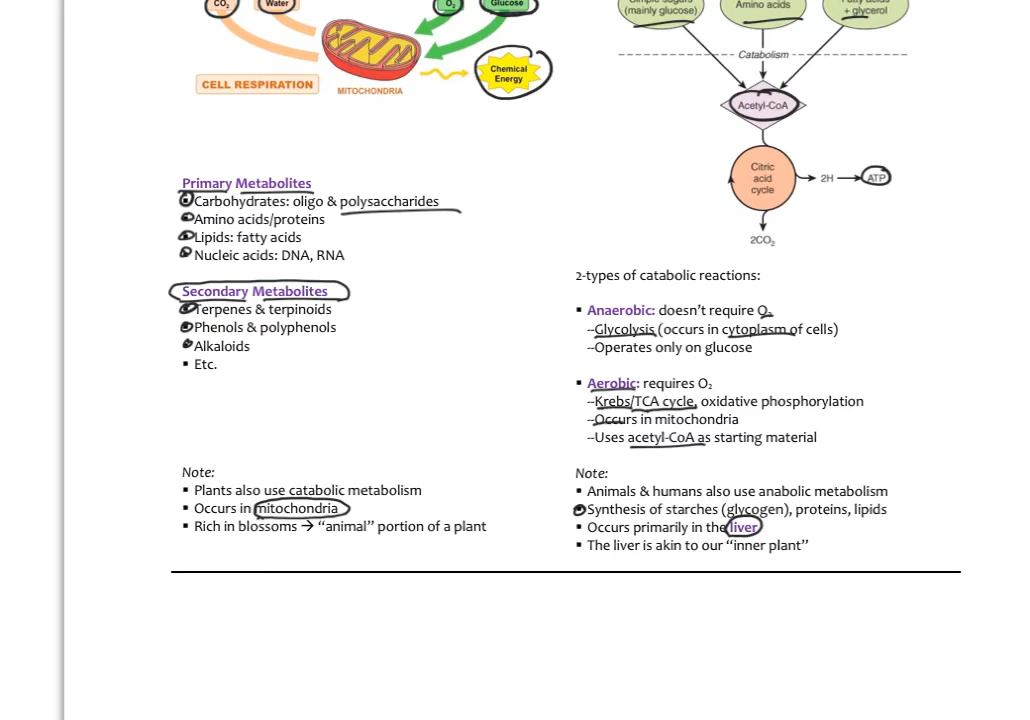 CO2
Water
O2
Glucose
Chemical
Energy
CELL RESPIRATION
MITOCHONDRIA
Primary Metabolites
▪ Carbohydrates: oligo & polysaccharides
▪ Amino acids/proteins
▪ Lipids: fatty acids
▪ Nucleic acids: DNA, RNA
Secondary Metabolites
▪ Terpenes & terpinoids
▪ Phenols & polyphenols
▪ Alkaloids
▪ Etc.
Note:
▪ Plants also use catabolic metabolism
▪ Occurs in mitochondria
▪ Rich in blossoms → “animal” portion of a plant
Simple sugars
(mainly glucose)
Amino acids
Fatty acids
+ glycerol
Catabolism
Acetyl-CoA
Citric
acid
cycle
2H
ATP
2CO2
2-types of catabolic reactions:
▪ Anaerobic: doesn’t require O2
--Glycolysis (occurs in cytoplasm of cells)
--Operates only on glucose
▪ Aerobic: requires O2
--Krebs/TCA cycle, oxidative phosphorylation
--Occurs in mitochondria
--Uses acetyl-CoA as starting material
Note:
▪ Animals & humans also use anabolic metabolism
▪ Synthesis of starches (glycogen), proteins, lipids
▪ Occurs primarily in the liver
▪ The liver is akin to our “inner plant”